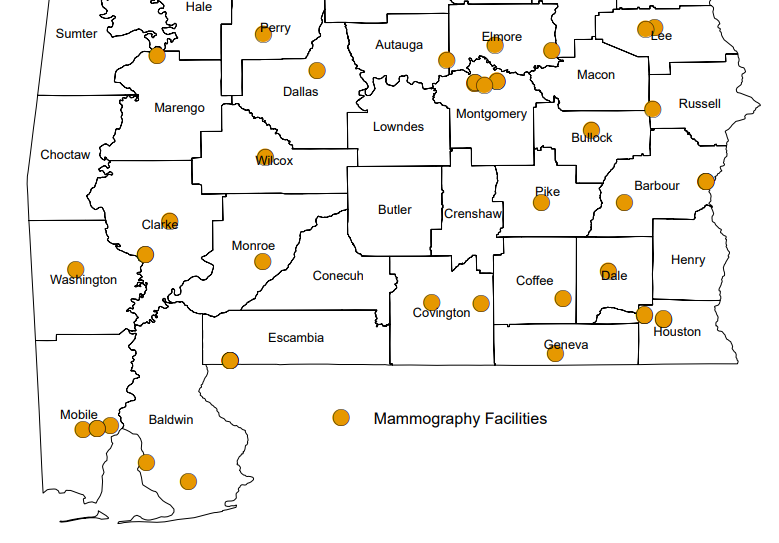 Hale
Perry
Sumter
Autauga
Elmore
Lee
Macon
Dallas
Marengo
Russell
Montgomery
Lowndes
Bullock
Choctaw
Wilcox
Barbour
Pike
Butler
Crenshaw
Clarke
Monroe
Henry
Conecuh
Dale
Washington
Coffee
Covington
Houston
Escambia
Geneva
Mobile
Baldwin
Mammography Facilities